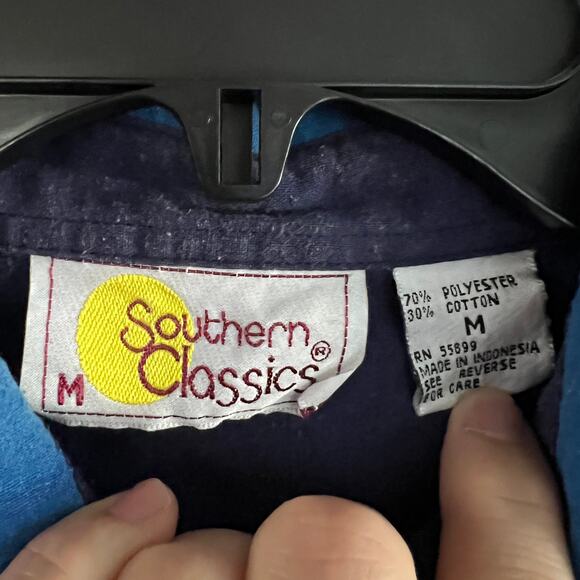 Southern
Classics®
M
70% POLYESTER
30% COTTON
M
RN 55899
MADE IN INDONESIA
SEE REVERSE
FOR CARE